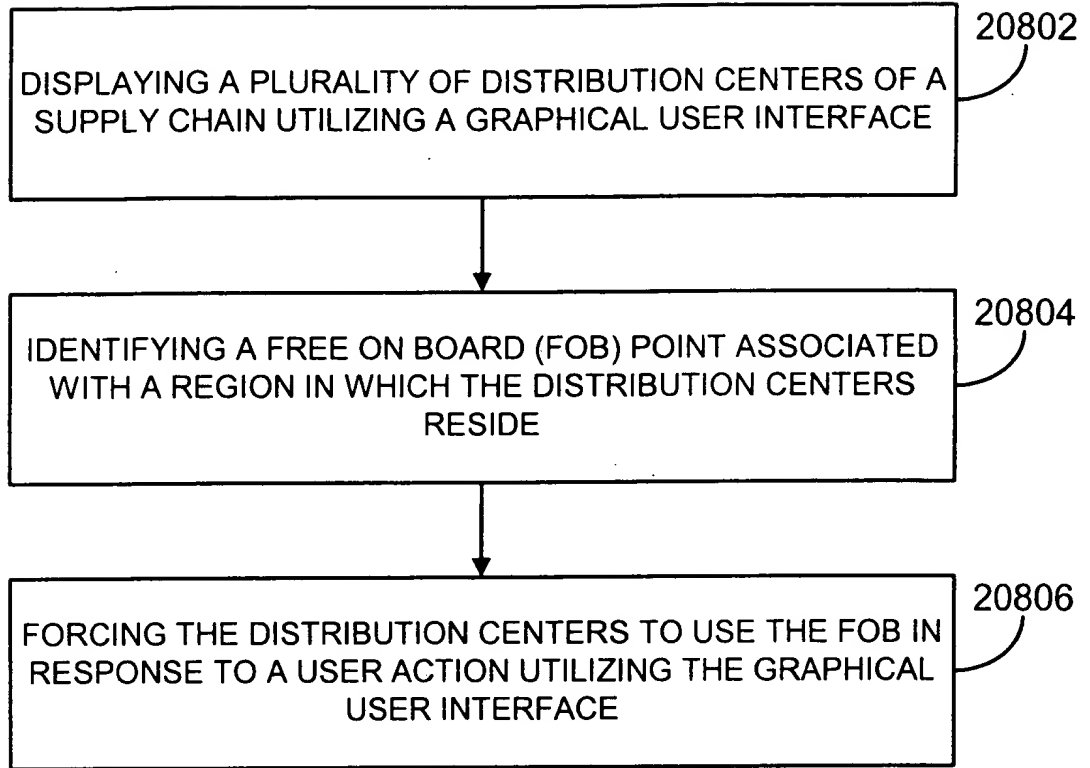 20802
DISPLAYING A PLURALITY OF DISTRIBUTION CENTERS OF A
SUPPLY CHAIN UTILIZING A GRAPHICAL USER INTERFACE
20804
IDENTIFYING A FREE ON BOARD (FOB) POINT ASSOCIATED
WITH A REGION IN WHICH THE DISTRIBUTION CENTERS
RESIDE
20806
FORCING THE DISTRIBUTION CENTERS TO USE THE FOB IN
RESPONSE TO A USER ACTION UTILIZING THE GRAPHICAL
USER INTERFACE